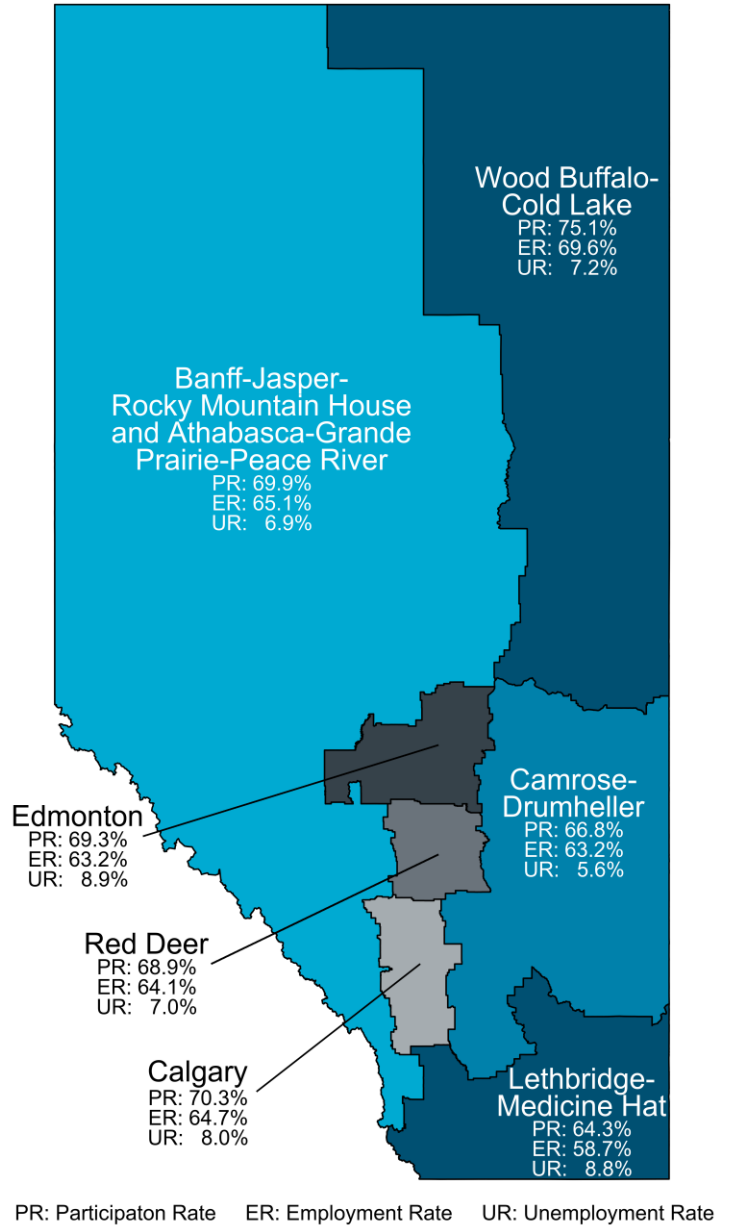 Wood Buffalo-
Cold Lake
PR: 75.1%
ER: 69.6%
UR: 7.2%
Banff-Jasper-
Rocky Mountain House
and Athabasca-Grande
Prairie-Peace River
PR: 69.9%
ER: 65.1%
UR: 6.9%
Camrose-
Drumheller
PR: 66.8%
ER: 63.2%
UR: 5.6%
Edmonton
PR: 69.3%
ER: 63.2%
UR: 8.9%
Red Deer
PR: 68.9%
ER: 64.1%
UR: 7.0%
Calgary
PR: 70.3%
ER: 64.7%
UR: 8.0%
Lethbridge-
Medicine Hat
PR: 64.3%
ER: 58.7%
UR: 8.8%
PR: Participaton Rate ER: Employment Rate UR: Unemployment Rate